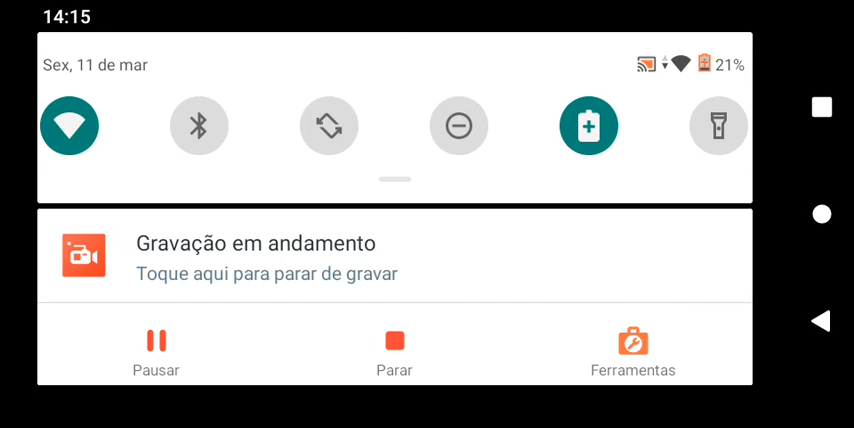 14:15
Sex, 11 de mar
21%
Gravação em andamento
Toque aqui para parar de gravar
Pausar
Parar
Ferramentas